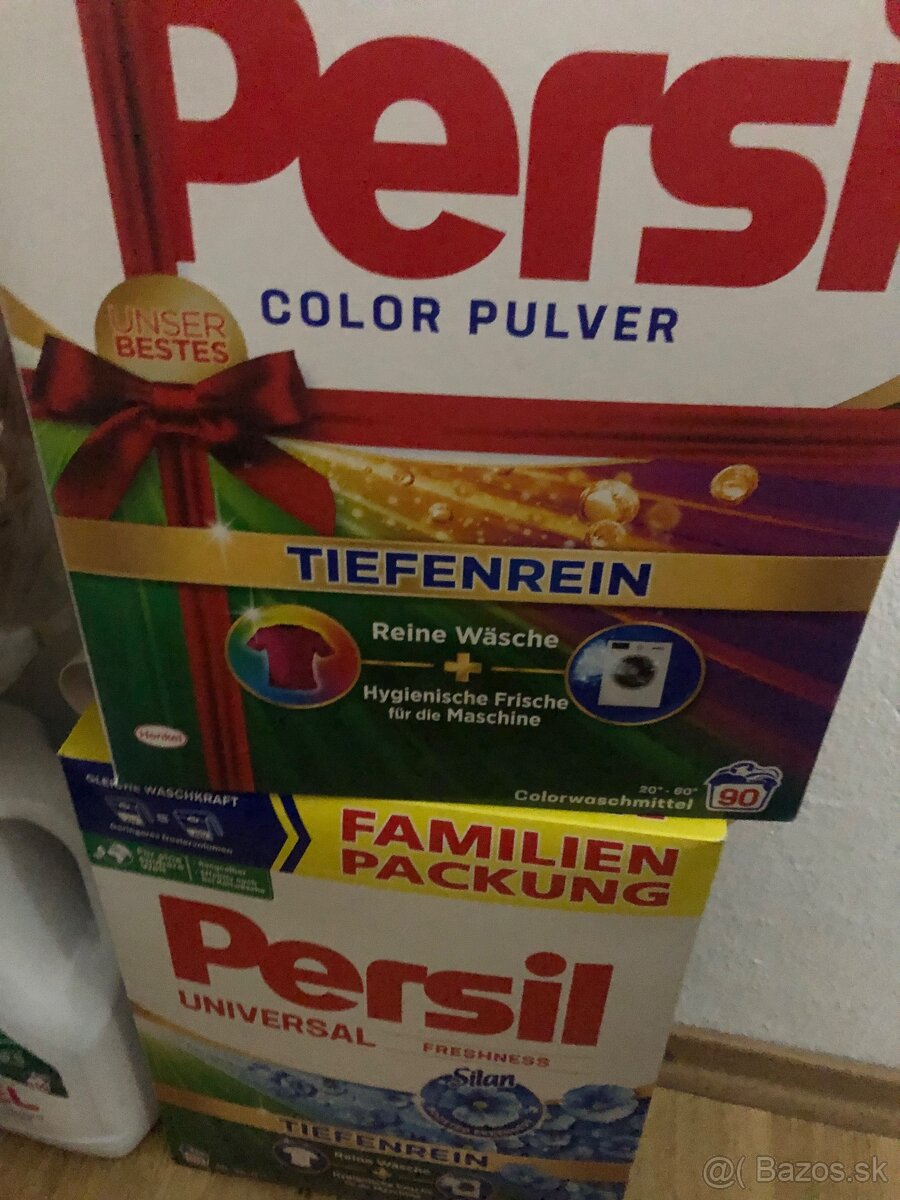 Persi
COLOR PULVER
UNSER
BESTES
TIEFENREIN
Reine Wäsche
+
Hygienische Frische
für die Maschine
Henkel
20°- 60°
Colorwaschmittel
90
GLEICHE WASCHKRAFT
FAMILIEN
PACKUNG
Persil
UNIVERSAL
FRESHNESS
Silan
TIEFENREIN
Reine Wäsche
+
L
@( Bazos.sk